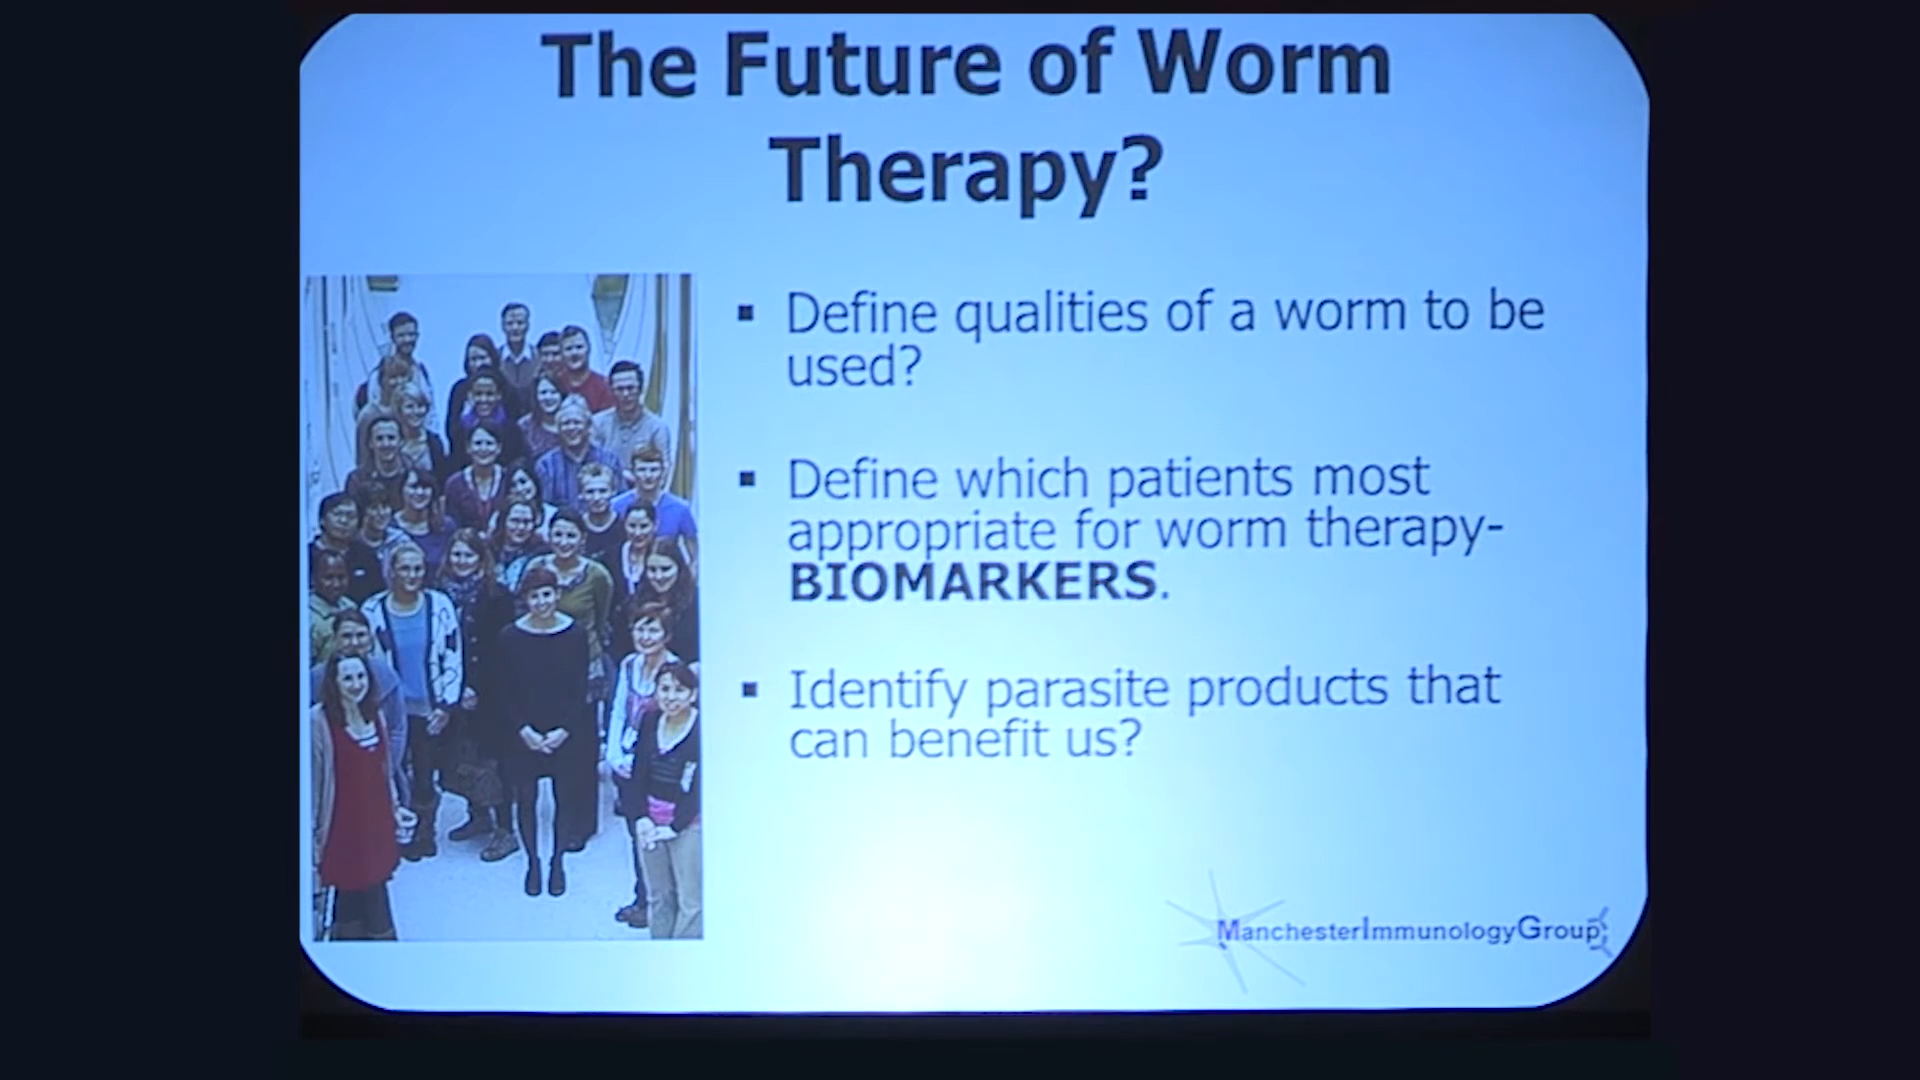 The Future of Worm
Therapy?
▪ Define qualities of a worm to be
used?
▪ Define which patients most
appropriate for worm therapy-
BIOMARKERS.
▪ Identify parasite products that
can benefit us?
ManchesterImmunologyGroup